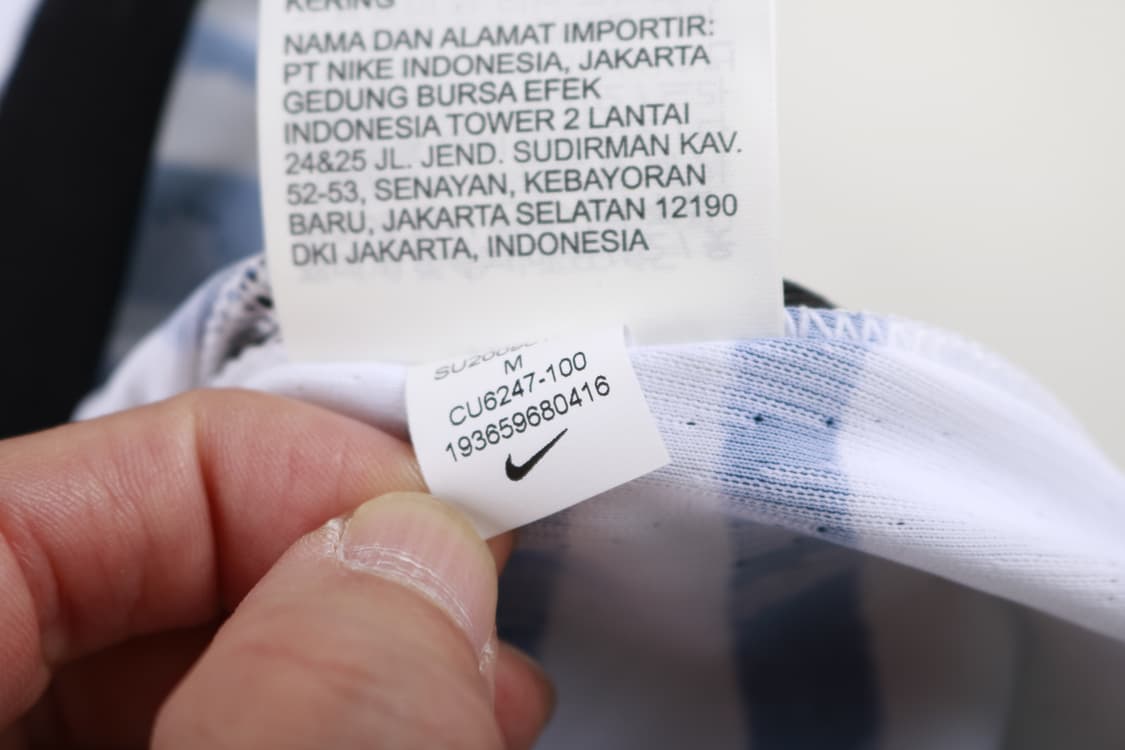 KERING
NAMA DAN ALAMAT IMPORTIR:
PT NIKE INDONESIA, JAKARTA
GEDUNG BURSA EFEK
INDONESIA TOWER 2 LANTAI
24&25 JL. JEND. SUDIRMAN KAV.
52-53, SENAYAN, KEBAYORAN
BARU, JAKARTA SELATAN 12190
DKI JAKARTA, INDONESIA
M
CU6247-100
193659680416